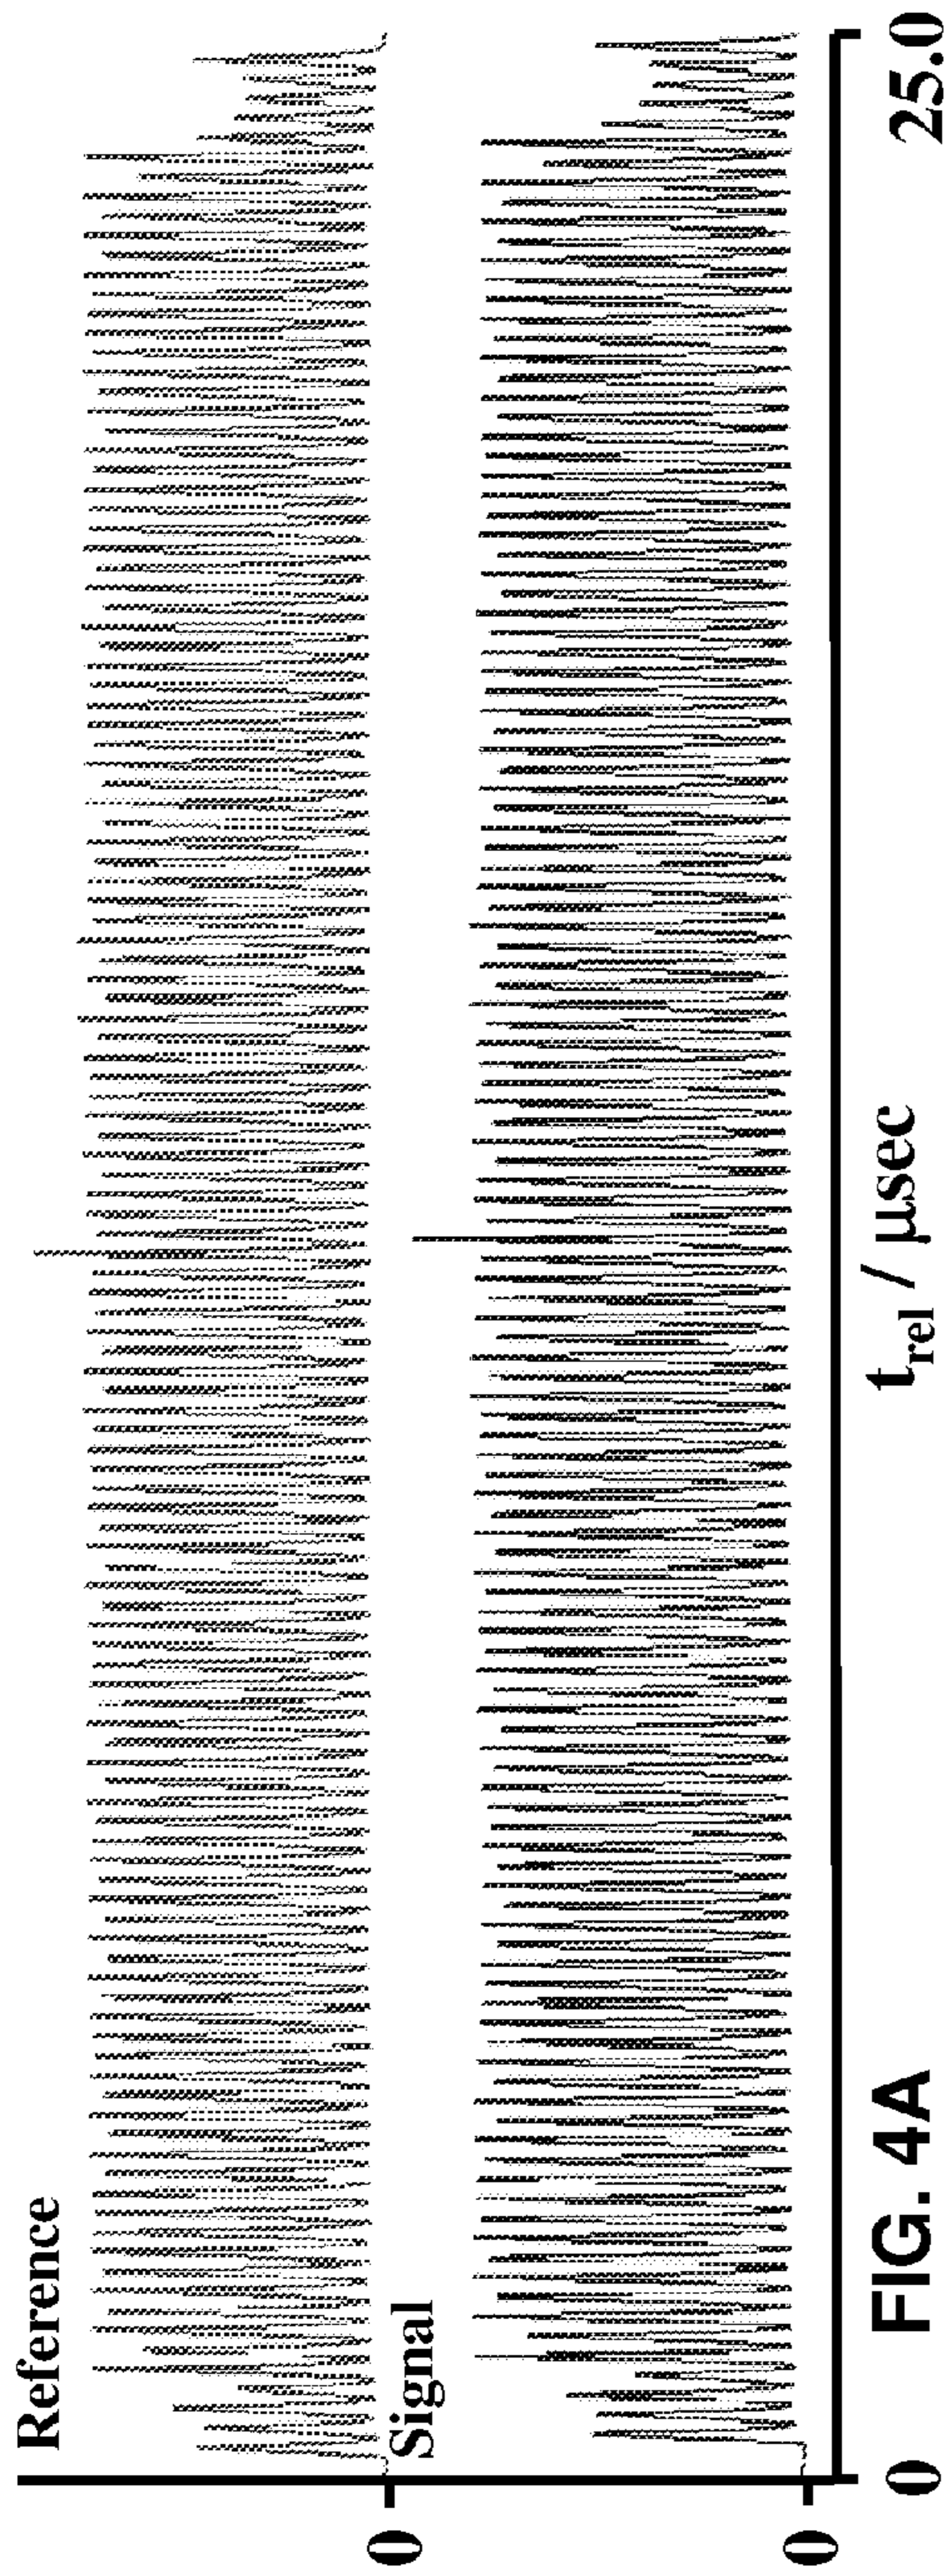 Reference
0
Signal
0
0
25.0
t_rel / μsec
FIG. 4A